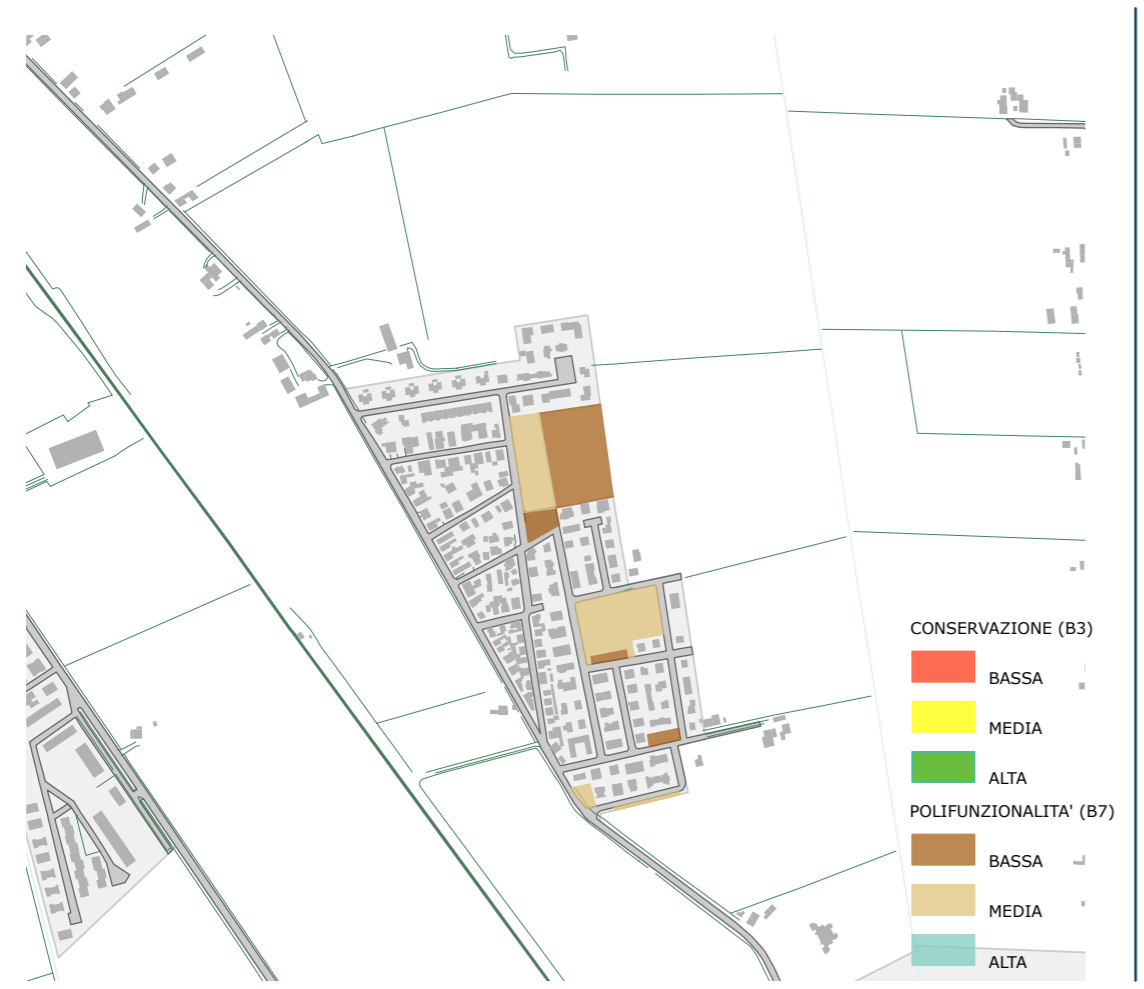 CONSERVAZIONE (B3)
BASSA
MEDIA
ALTA
POLIFUNZIONALITA' (B7)
BASSA
MEDIA
ALTA